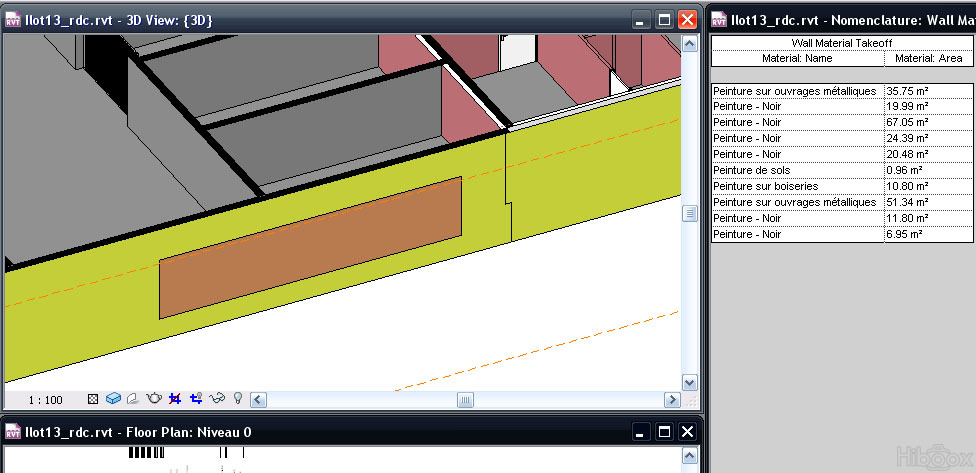 Ilot13_rdc.rvt - 3D View: {3D}
1 : 100
Ilot13_rdc.rvt - Floor Plan: Niveau 0
Ilot13_rdc.rvt - Nomenclature: Wall Ma
Wall Material Takeoff
Material: Name Material: Area
Peinture sur ouvrages métalliques 35.75 m²
Peinture - Noir 19.99 m²
Peinture - Noir 67.05 m²
Peinture - Noir 24.39 m²
Peinture - Noir 20.48 m²
Peinture de sols 0.96 m²
Peinture sur boiseries 10.80 m²
Peinture sur ouvrages métalliques 51.34 m²
Peinture - Noir 11.80 m²
Peinture - Noir 6.95 m²
Hiboox